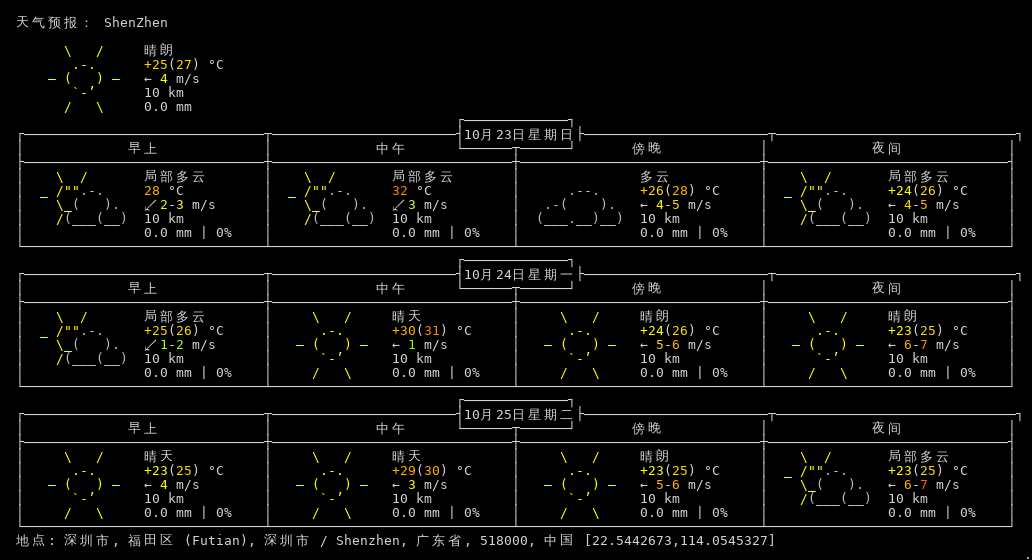 天气预报： ShenZhen
晴朗
+25(27) °C
← 4 m/s
10 km
0.0 mm
10月23日星期日
早上 中午 傍晚 夜间
局部多云 局部多云 多云 局部多云
28 °C 32 °C +26(28) °C +24(26) °C
↙ 2-3 m/s ↙ 3 m/s ← 4-5 m/s ← 4-5 m/s
10 km 10 km 10 km 10 km
0.0 mm | 0% 0.0 mm | 0% 0.0 mm | 0% 0.0 mm | 0%
10月24日星期一
早上 中午 傍晚 夜间
局部多云 晴天 晴朗 晴朗
+25(26) °C +30(31) °C +24(26) °C +23(25) °C
↙ 1-2 m/s ← 1 m/s ← 5-6 m/s ← 6-7 m/s
10 km 10 km 10 km 10 km
0.0 mm | 0% 0.0 mm | 0% 0.0 mm | 0% 0.0 mm | 0%
10月25日星期二
早上 中午 傍晚 夜间
晴天 晴天 晴朗 局部多云
+23(25) °C +29(30) °C +23(25) °C +23(25) °C
← 4 m/s ← 3 m/s ← 5-6 m/s ← 6-7 m/s
10 km 10 km 10 km 10 km
0.0 mm | 0% 0.0 mm | 0% 0.0 mm | 0% 0.0 mm | 0%
地点: 深圳市, 福田区 (Futian), 深圳市 / Shenzhen, 广东省, 518000, 中国 [22.5442673,114.0545327]